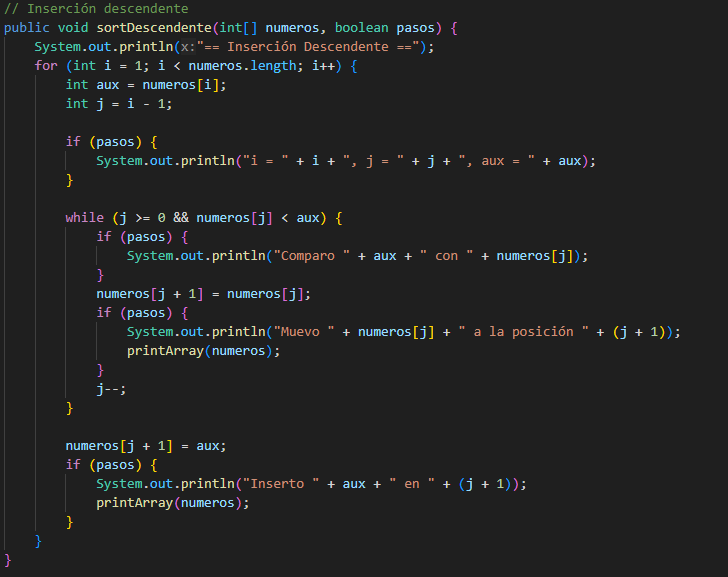 // Inserción descendente
public void sortDescendente(int[] numeros, boolean pasos) {
    System.out.println(x:"== Inserción Descendente ==");
    for (int i = 1; i < numeros.length; i++) {
        int aux = numeros[i];
        int j = i - 1;

        if (pasos) {
            System.out.println("i = " + i + ", j = " + j + ", aux = " + aux);
        }

        while (j >= 0 && numeros[j] < aux) {
            if (pasos) {
                System.out.println("Comparo " + aux + " con " + numeros[j]);
            }
            numeros[j + 1] = numeros[j];
            if (pasos) {
                System.out.println("Muevo " + numeros[j] + " a la posición " + (j + 1));
                printArray(numeros);
            }
            j--;
        }

        numeros[j + 1] = aux;
        if (pasos) {
            System.out.println("Inserto " + aux + " en " + (j + 1));
            printArray(numeros);
        }
    }
}